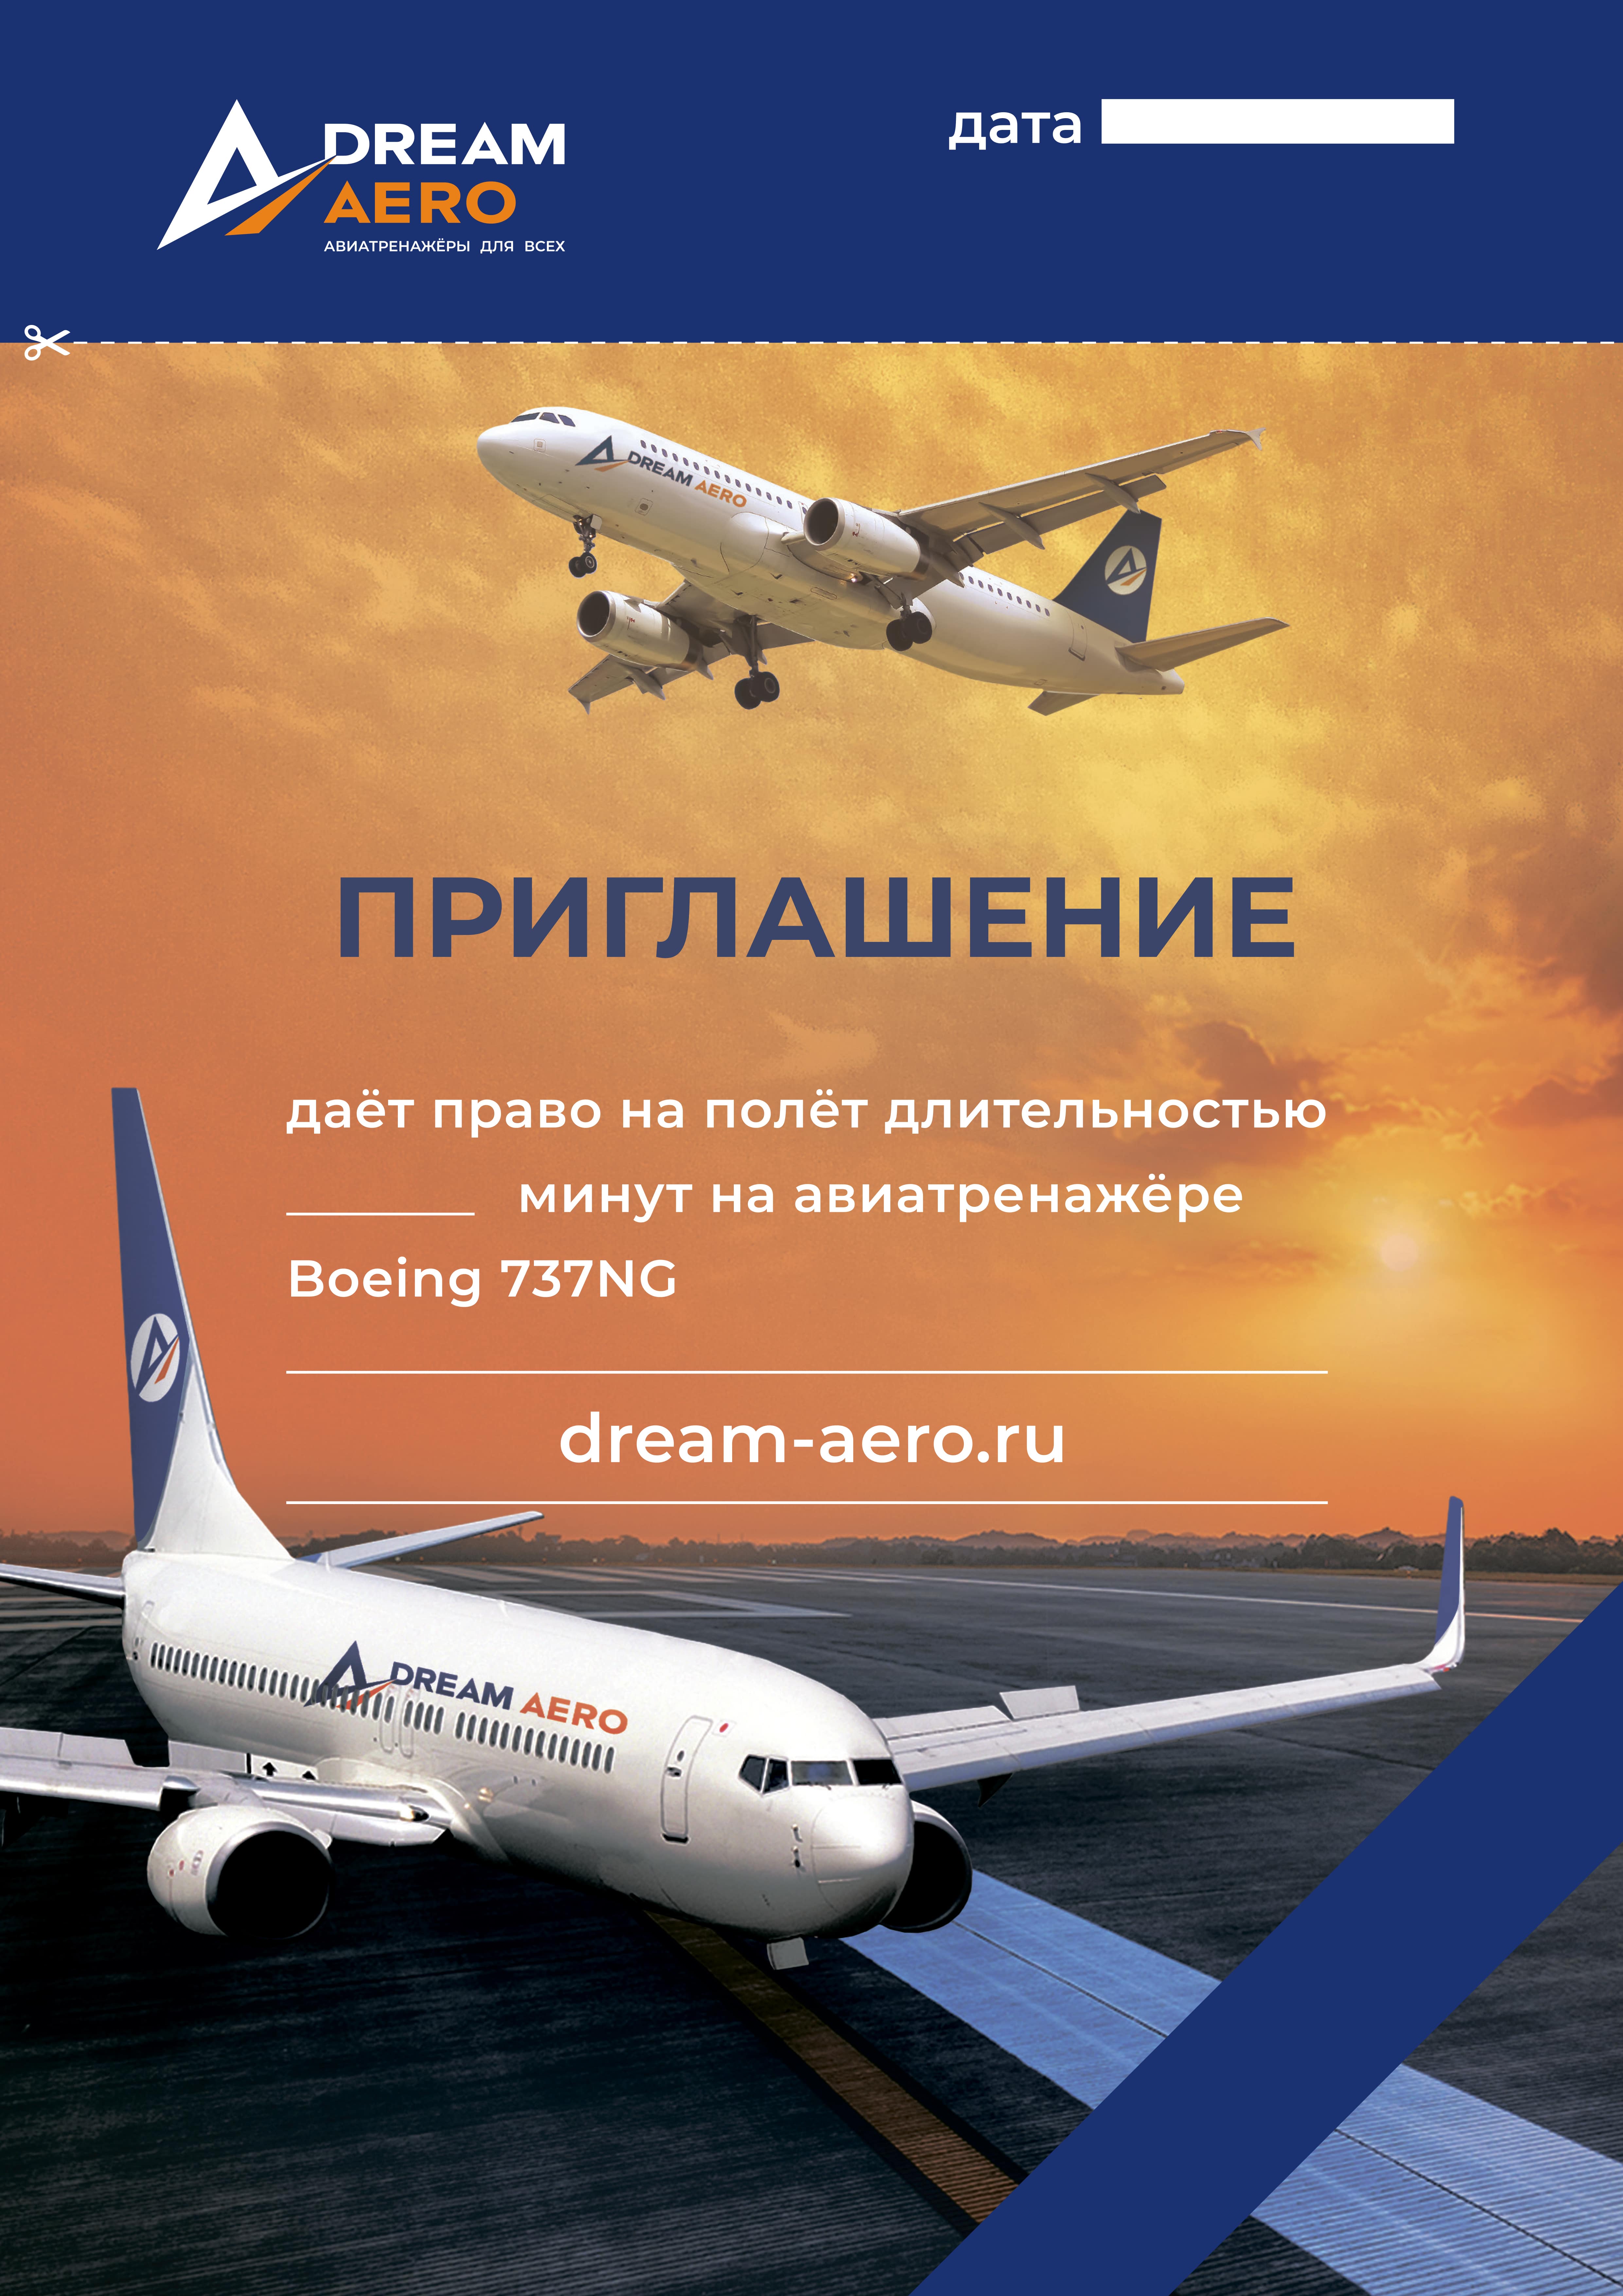 DREAM
AERO
АВИАТРЕНАЖЁРЫ ДЛЯ ВСЕХ
дата
DREAM AERO
ПРИГЛАШЕНИЕ
даёт право на полёт длительностью
_______ минут на авиатренажёре
Boeing 737NG
dream-aero.ru
DREAM AERO